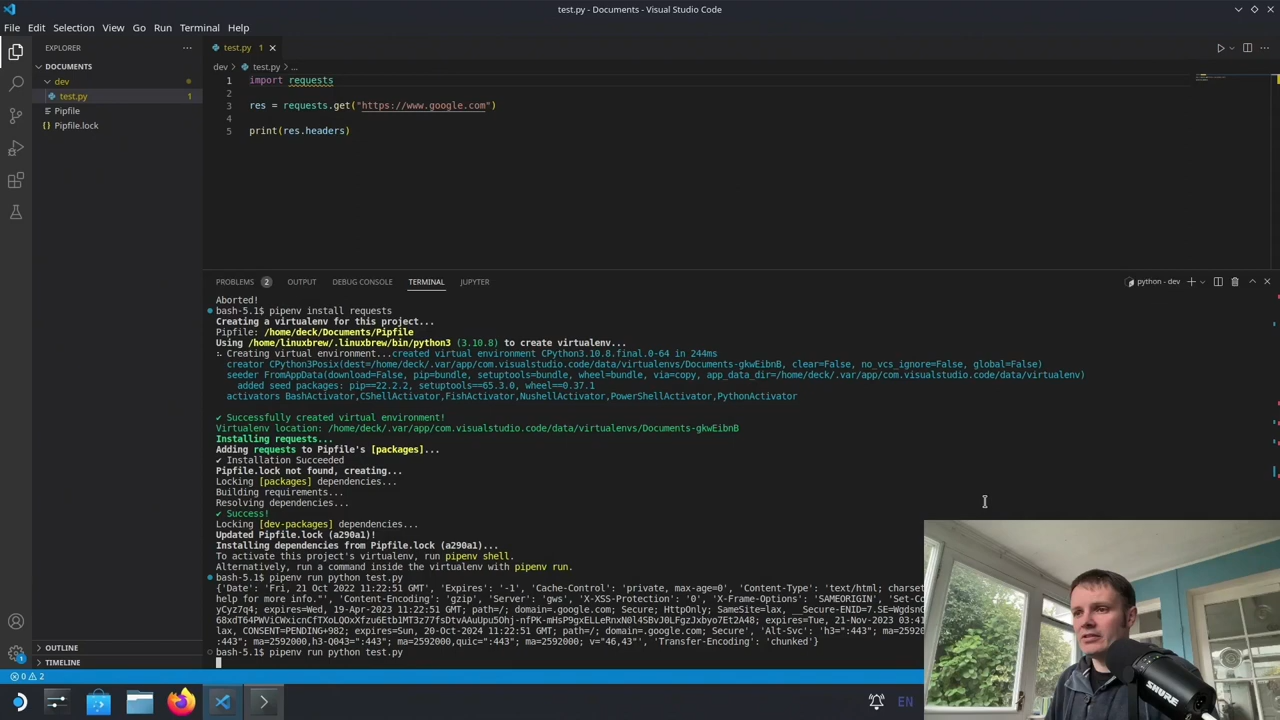 test.py - Documents - Visual Studio Code
File Edit Selection View Go Run Terminal Help
EXPLORER
test.py 1
DOCUMENTS
dev > test.py > ...
dev
test.py 1
Pipfile
Pipfile.lock
1 import requests
2
3 res = requests.get("https://www.google.com")
4
5 print(res.headers)
PROBLEMS 2 OUTPUT DEBUG CONSOLE TERMINAL JUPYTER
python - dev
Aborted!
bash-5.1$ pipenv install requests
Creating a virtualenv for this project...
Pipfile: /home/deck/Documents/Pipfile
Using /home/linuxbrew/.linuxbrew/bin/python3 (3.10.8) to create virtualenv...
Creating virtual environment...created virtual environment CPython3.10.8.final.0-64 in 244ms
creator CPython3Posix(dest=/home/deck/.var/app/com.visualstudio.code/data/virtualenvs/Documents-gkwEibnB, clear=False, no_vcs_ignore=False, global=False)
seeder FromAppData(download=False, pip=bundle, setuptools=bundle, wheel=bundle, via=copy, app_data_dir=/home/deck/.var/app/com.visualstudio.code/data/virtualenv)
added seed packages: pip==22.2.2, setuptools==65.3.0, wheel==0.37.1
activators BashActivator,CShellActivator,FishActivator,NushellActivator,PowerShellActivator,PythonActivator
✔ Successfully created virtual environment!
Virtualenv location: /home/deck/.var/app/com.visualstudio.code/data/virtualenvs/Documents-gkwEibnB
Installing requests...
Adding requests to Pipfile's [packages]...
✔ Installation Succeeded
Pipfile.lock not found, creating...
Locking [packages] dependencies...
Building requirements...
Resolving dependencies...
✔ Success!
Locking [dev-packages] dependencies...
Updated Pipfile.lock (a290a1)!
Installing dependencies from Pipfile.lock (a290a1)...
To activate this project's virtualenv, run pipenv shell.
Alternatively, run a command inside the virtualenv with pipenv run.
bash-5.1$ pipenv run python test.py
{'Date': 'Fri, 21 Oct 2022 11:22:51 GMT', 'Expires': '-1', 'Cache-Control': 'private, max-age=0', 'Content-Type': 'text/html; charset
help for more info."', 'Content-Encoding': 'gzip', 'Server': 'gws', 'X-XSS-Protection': '0', 'X-Frame-Options': 'SAMEORIGIN', 'Set-Co
yCyz7q4; expires=Wed, 19-Apr-2023 11:22:51 GMT; path=/; domain=.google.com; Secure; HttpOnly; SameSite=lax, __Secure-ENID=7.SE=
expires=Tue, 21-Nov-2023 03:41
lax, CONSENT=PENDING+982; expires=Sun, 20-Oct-2024 11:22:51 GMT; path=/; domain=.google.com; Secure', 'Alt-Svc': 'h3=":443"; ma=2592000
:443"; ma=2592000,h3-Q043=":443"; ma=2592000,quic=":443"; ma=2592000; v="46,43"', 'Transfer-Encoding': 'chunked'}
bash-5.1$ pipenv run python test.py
OUTLINE
TIMELINE
0 2
1
EN
SHURE